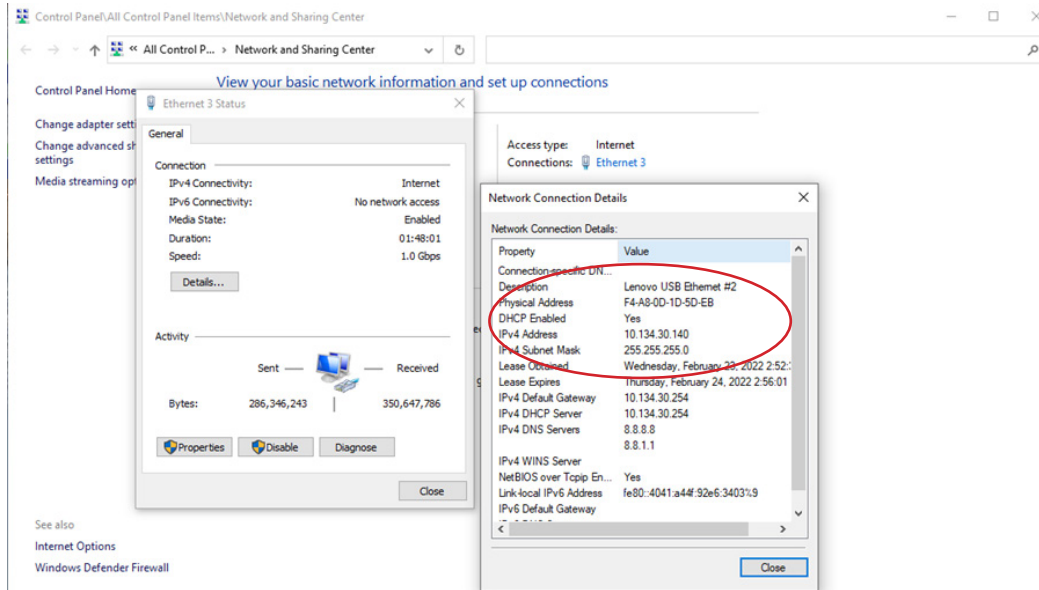 Control Panel\All Control Panel Items\Network and Sharing Center
« All Control P... › Network and Sharing Center
Control Panel Home
View your basic network information and set up connections
Change adapter setti
Change advanced sh
settings
Media streaming opt
Access type: Internet
Connections: Ethernet 3
Ethernet 3 Status
General
Connection
IPv4 Connectivity: Internet
IPv6 Connectivity: No network access
Media State: Enabled
Duration: 01:48:01
Speed: 1.0 Gbps
Details...
Activity
Sent — — Received
Bytes: 286,346,243 | 350,647,786
Properties Disable Diagnose
Close
Network Connection Details
Network Connection Details:
Property Value
Connection-specific DN...
Description Lenovo USB Ethernet #2
Physical Address F4-A8-0D-1D-5D-EB
DHCP Enabled Yes
IPv4 Address 10.134.30.140
IPv4 Subnet Mask 255.255.255.0
Lease Obtained Wednesday, February 23, 2022 2:52:
Lease Expires Thursday, February 24, 2022 2:56:01
IPv4 Default Gateway 10.134.30.254
IPv4 DHCP Server 10.134.30.254
IPv4 DNS Servers 8.8.8.8
8.8.1.1
IPv4 WINS Server
NetBIOS over Tcpip En... Yes
Link-local IPv6 Address fe80::4041:a44f:92e6:3403%9
IPv6 Default Gateway
Close
See also
Internet Options
Windows Defender Firewall